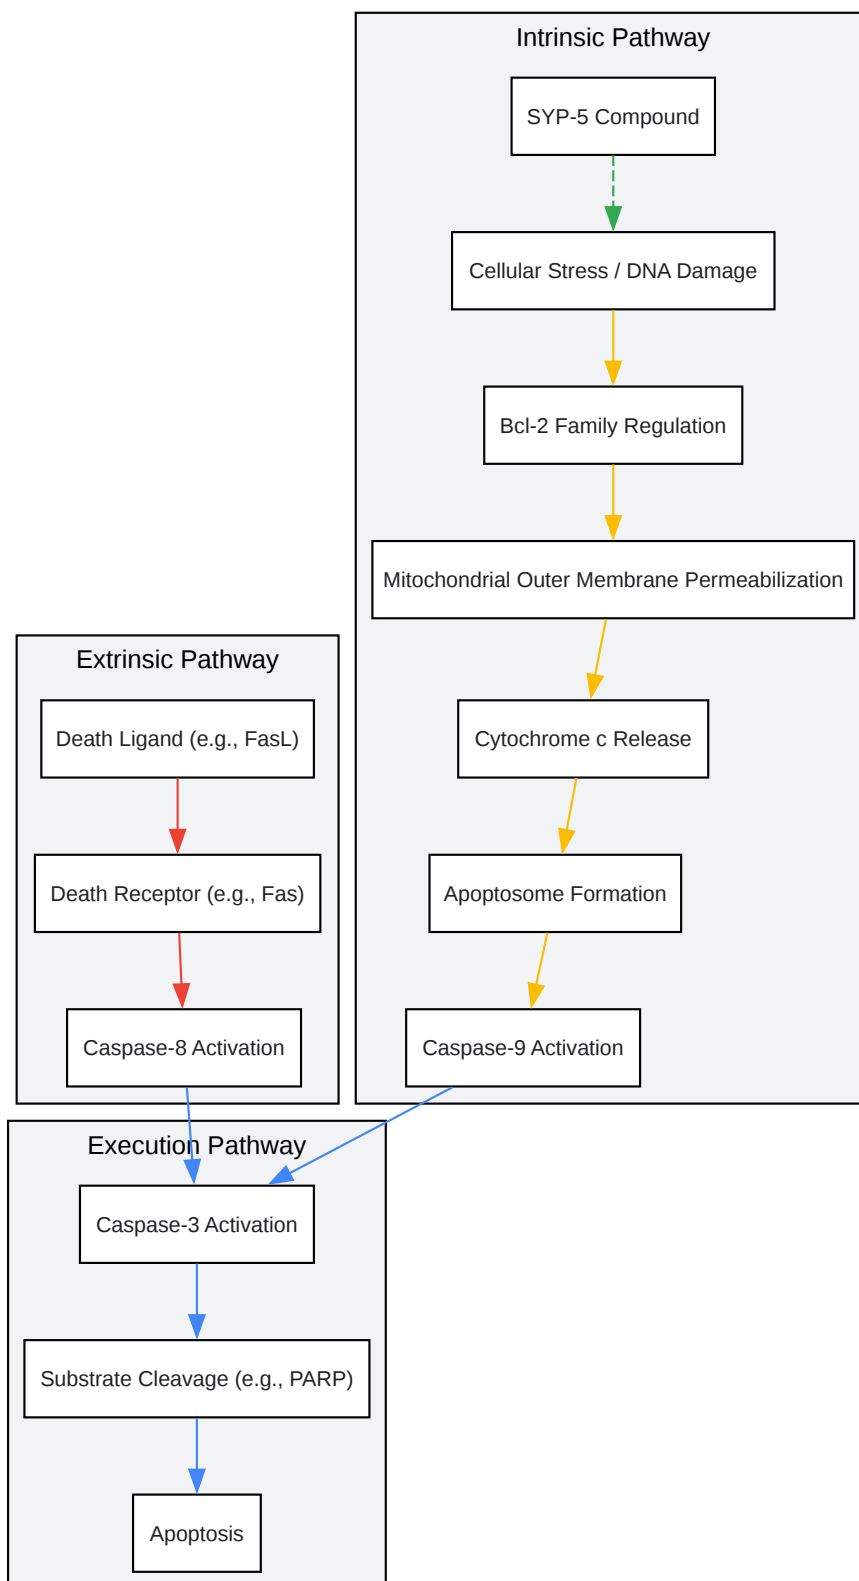 Intrinsic Pathway
SYP-5 Compound
Cellular Stress / DNA Damage
Bcl-2 Family Regulation
Mitochondrial Outer Membrane Permeabilization
Cytochrome c Release
Apoptosome Formation
Caspase-9 Activation
Extrinsic Pathway
Death Ligand (e.g., FasL)
Death Receptor (e.g., Fas)
Caspase-8 Activation
Execution Pathway
Caspase-3 Activation
Substrate Cleavage (e.g., PARP)
Apoptosis